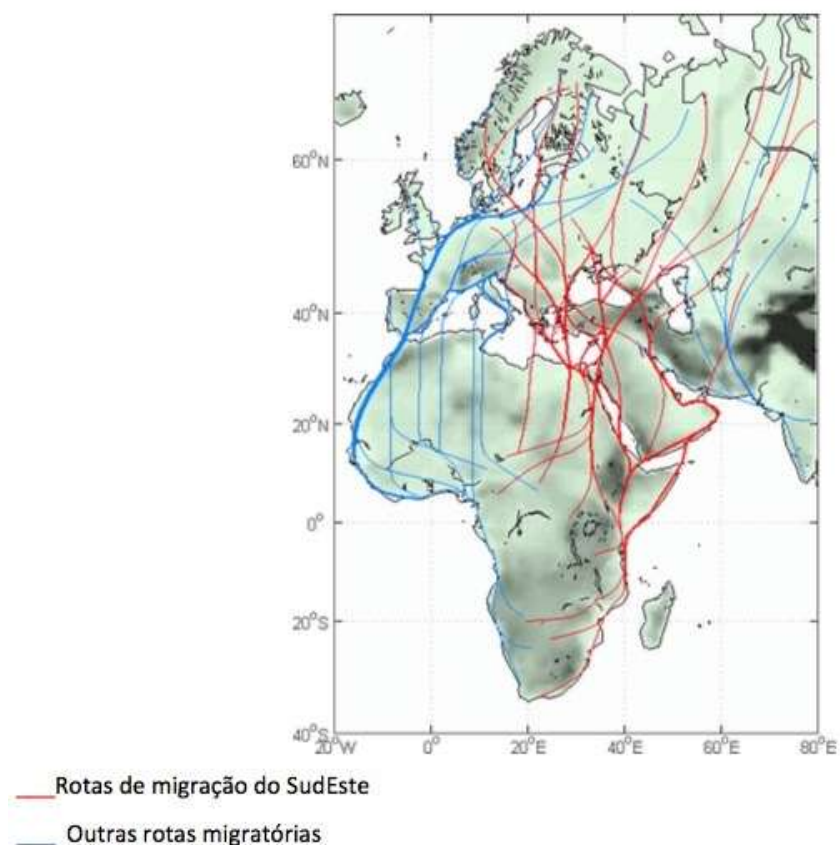 60°N
40°N
20°N
0°
20°S
40°S
20°W 0° 20°E 40°E 60°E 80°E
Rotas de migração do SudEste
Outras rotas migratórias